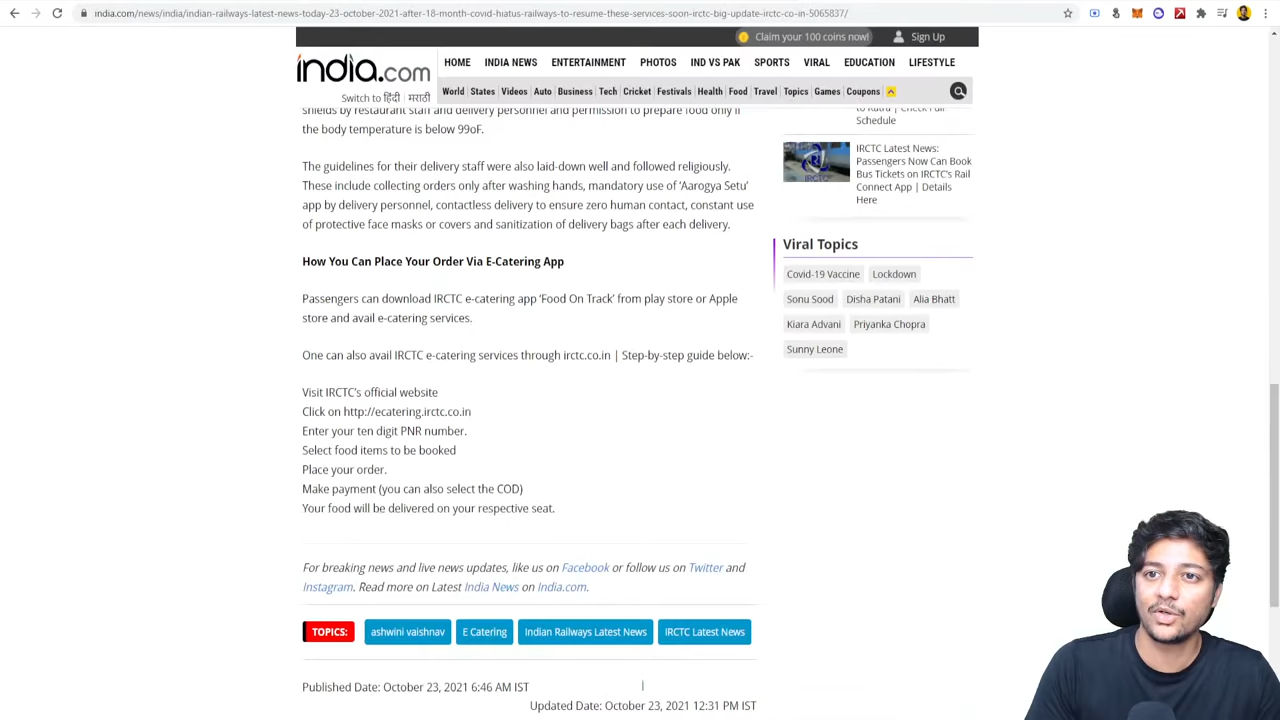 india.com/news/india/indian-railways-latest-news-today-23-october-2021-after-18-month-covid-hiatus-railways-to-resume-these-services-soon-irctc-big-update-irctc-co-in-5065837/
Claim your 100 coins now!
Sign Up
india.com
Switch to हिंदी | मराठी
HOME INDIA NEWS ENTERTAINMENT PHOTOS IND VS PAK SPORTS VIRAL EDUCATION LIFESTYLE
World States Videos Auto Business Tech Cricket Festivals Health Food Travel Topics Games Coupons
shields by restaurant staff and delivery personnel and permission to prepare food only if
the body temperature is below 99oF.
The guidelines for their delivery staff were also laid-down well and followed religiously.
These include collecting orders only after washing hands, mandatory use of ‘Aarogya Setu’
app by delivery personnel, contactless delivery to ensure zero human contact, constant use
of protective face masks or covers and sanitization of delivery bags after each delivery.
How You Can Place Your Order Via E-Catering App
Passengers can download IRCTC e-catering app ‘Food On Track’ from play store or Apple
store and avail e-catering services.
One can also avail IRCTC e-catering services through irctc.co.in | Step-by-step guide below:-
Visit IRCTC’s official website
Click on http://ecatering.irctc.co.in
Enter your ten digit PNR number.
Select food items to be booked
Place your order.
Make payment (you can also select the COD)
Your food will be delivered on your respective seat.
For breaking news and live news updates, like us on Facebook or follow us on Twitter and
Instagram. Read more on Latest India News on India.com.
TOPICS: ashwini vaishnav E Catering Indian Railways Latest News IRCTC Latest News
Published Date: October 23, 2021 6:46 AM IST
Updated Date: October 23, 2021 12:31 PM IST
to Katra | Check Full
Schedule
IRCTC Latest News:
Passengers Now Can Book
Bus Tickets on IRCTC’s Rail
Connect App | Details
Here
IRCTC
Viral Topics
Covid-19 Vaccine Lockdown
Sonu Sood Disha Patani Alia Bhatt
Kiara Advani Priyanka Chopra
Sunny Leone